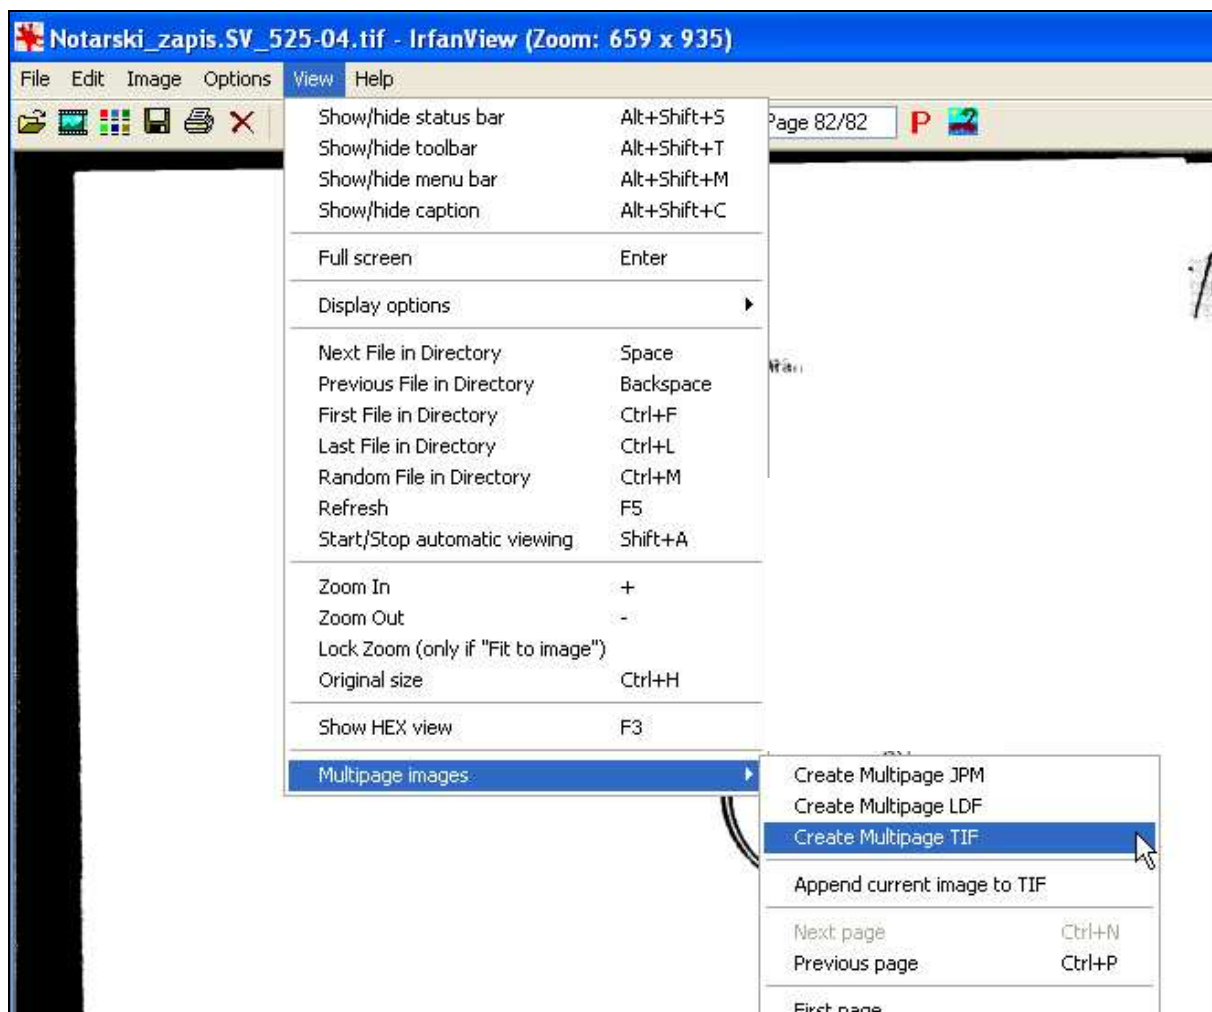 Notarski_zapis.SV_525-04.tif - IrfanView (Zoom: 659 x 935)
File Edit Image Options View Help
Page 82/82 P
Show/hide status bar Alt+Shift+S
Show/hide toolbar Alt+Shift+T
Show/hide menu bar Alt+Shift+M
Show/hide caption Alt+Shift+C
Full screen Enter
Display options
Next File in Directory Space
Previous File in Directory Backspace
First File in Directory Ctrl+F
Last File in Directory Ctrl+L
Random File in Directory Ctrl+M
Refresh F5
Start/Stop automatic viewing Shift+A
Zoom In +
Zoom Out -
Lock Zoom (only if "Fit to image")
Original size Ctrl+H
Show HEX view F3
Multipage images
Create Multipage JPM
Create Multipage LDF
Create Multipage TIF
Append current image to TIF
Next page Ctrl+N
Previous page Ctrl+P
First page